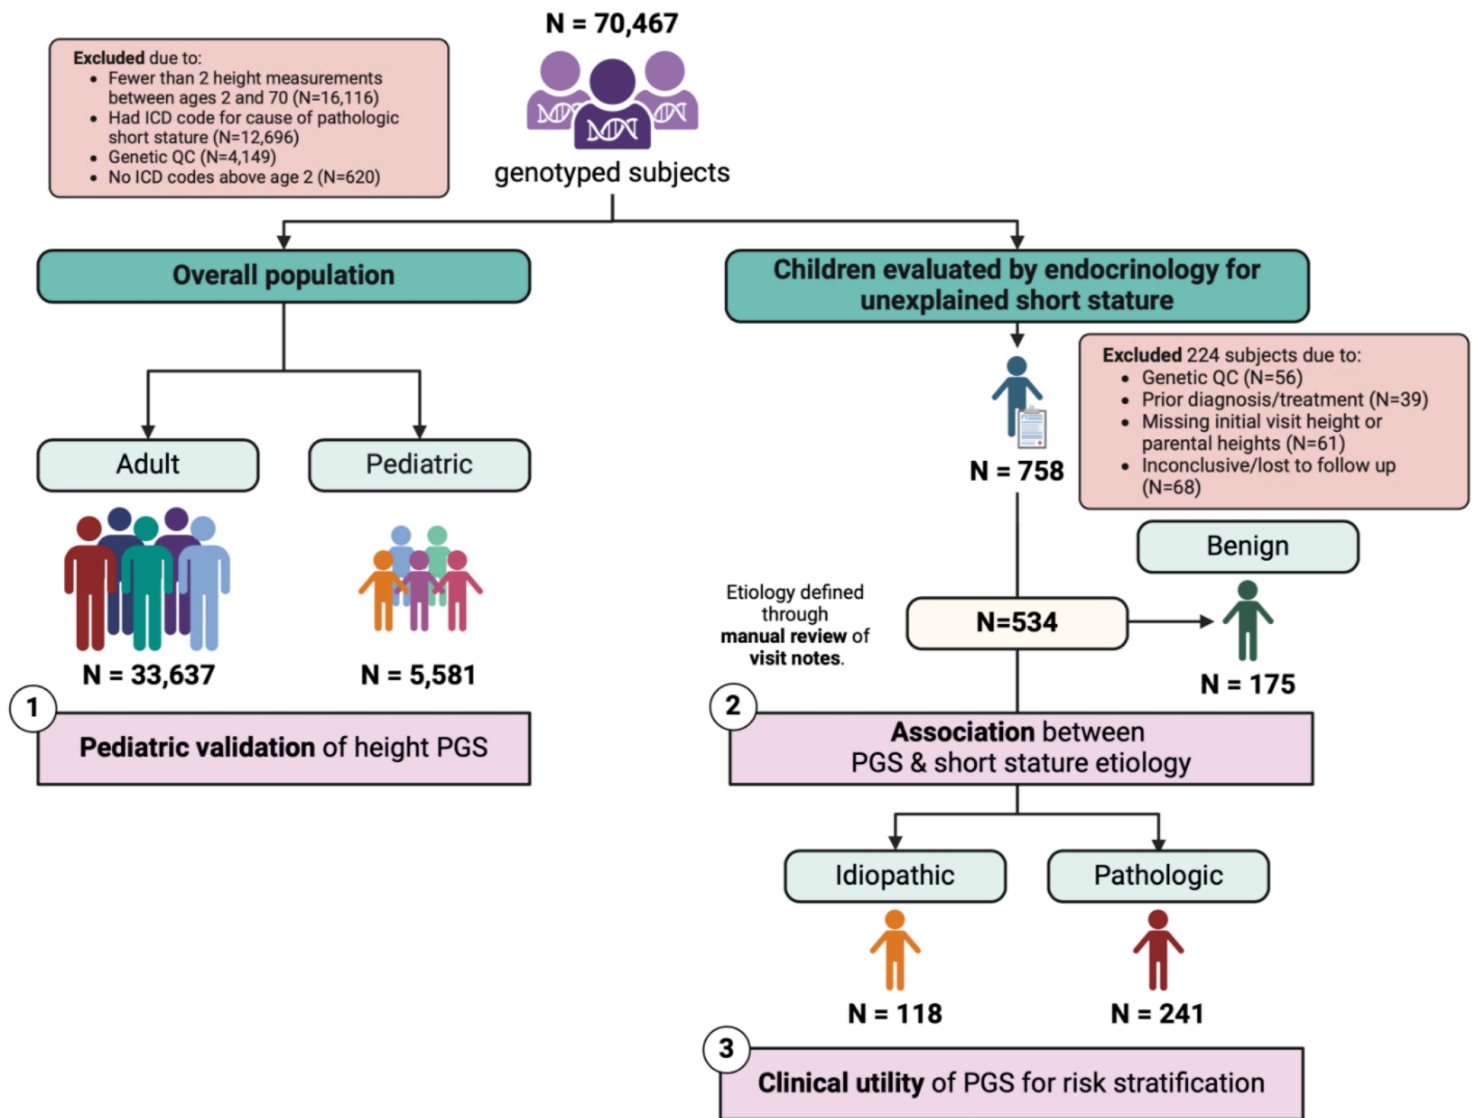 N = 70,467
genotyped subjects
Excluded due to:
• Fewer than 2 height measurements
between ages 2 and 70 (N=16,116)
• Had ICD code for cause of pathologic
short stature (N=12,696)
• Genetic QC (N=4,149)
• No ICD codes above age 2 (N=620)
Overall population
Adult
Pediatric
N = 33,637
N = 5,581
1
Pediatric validation of height PGS
Children evaluated by endocrinology for
unexplained short stature
N = 758
Excluded 224 subjects due to:
• Genetic QC (N=56)
• Prior diagnosis/treatment (N=39)
• Missing initial visit height or
parental heights (N=61)
• Inconclusive/lost to follow up
(N=68)
Etiology defined
through
manual review of
visit notes.
N=534
Benign
N = 175
2
Association between
PGS & short stature etiology
Idiopathic
Pathologic
N = 118
N = 241
3
Clinical utility of PGS for risk stratification